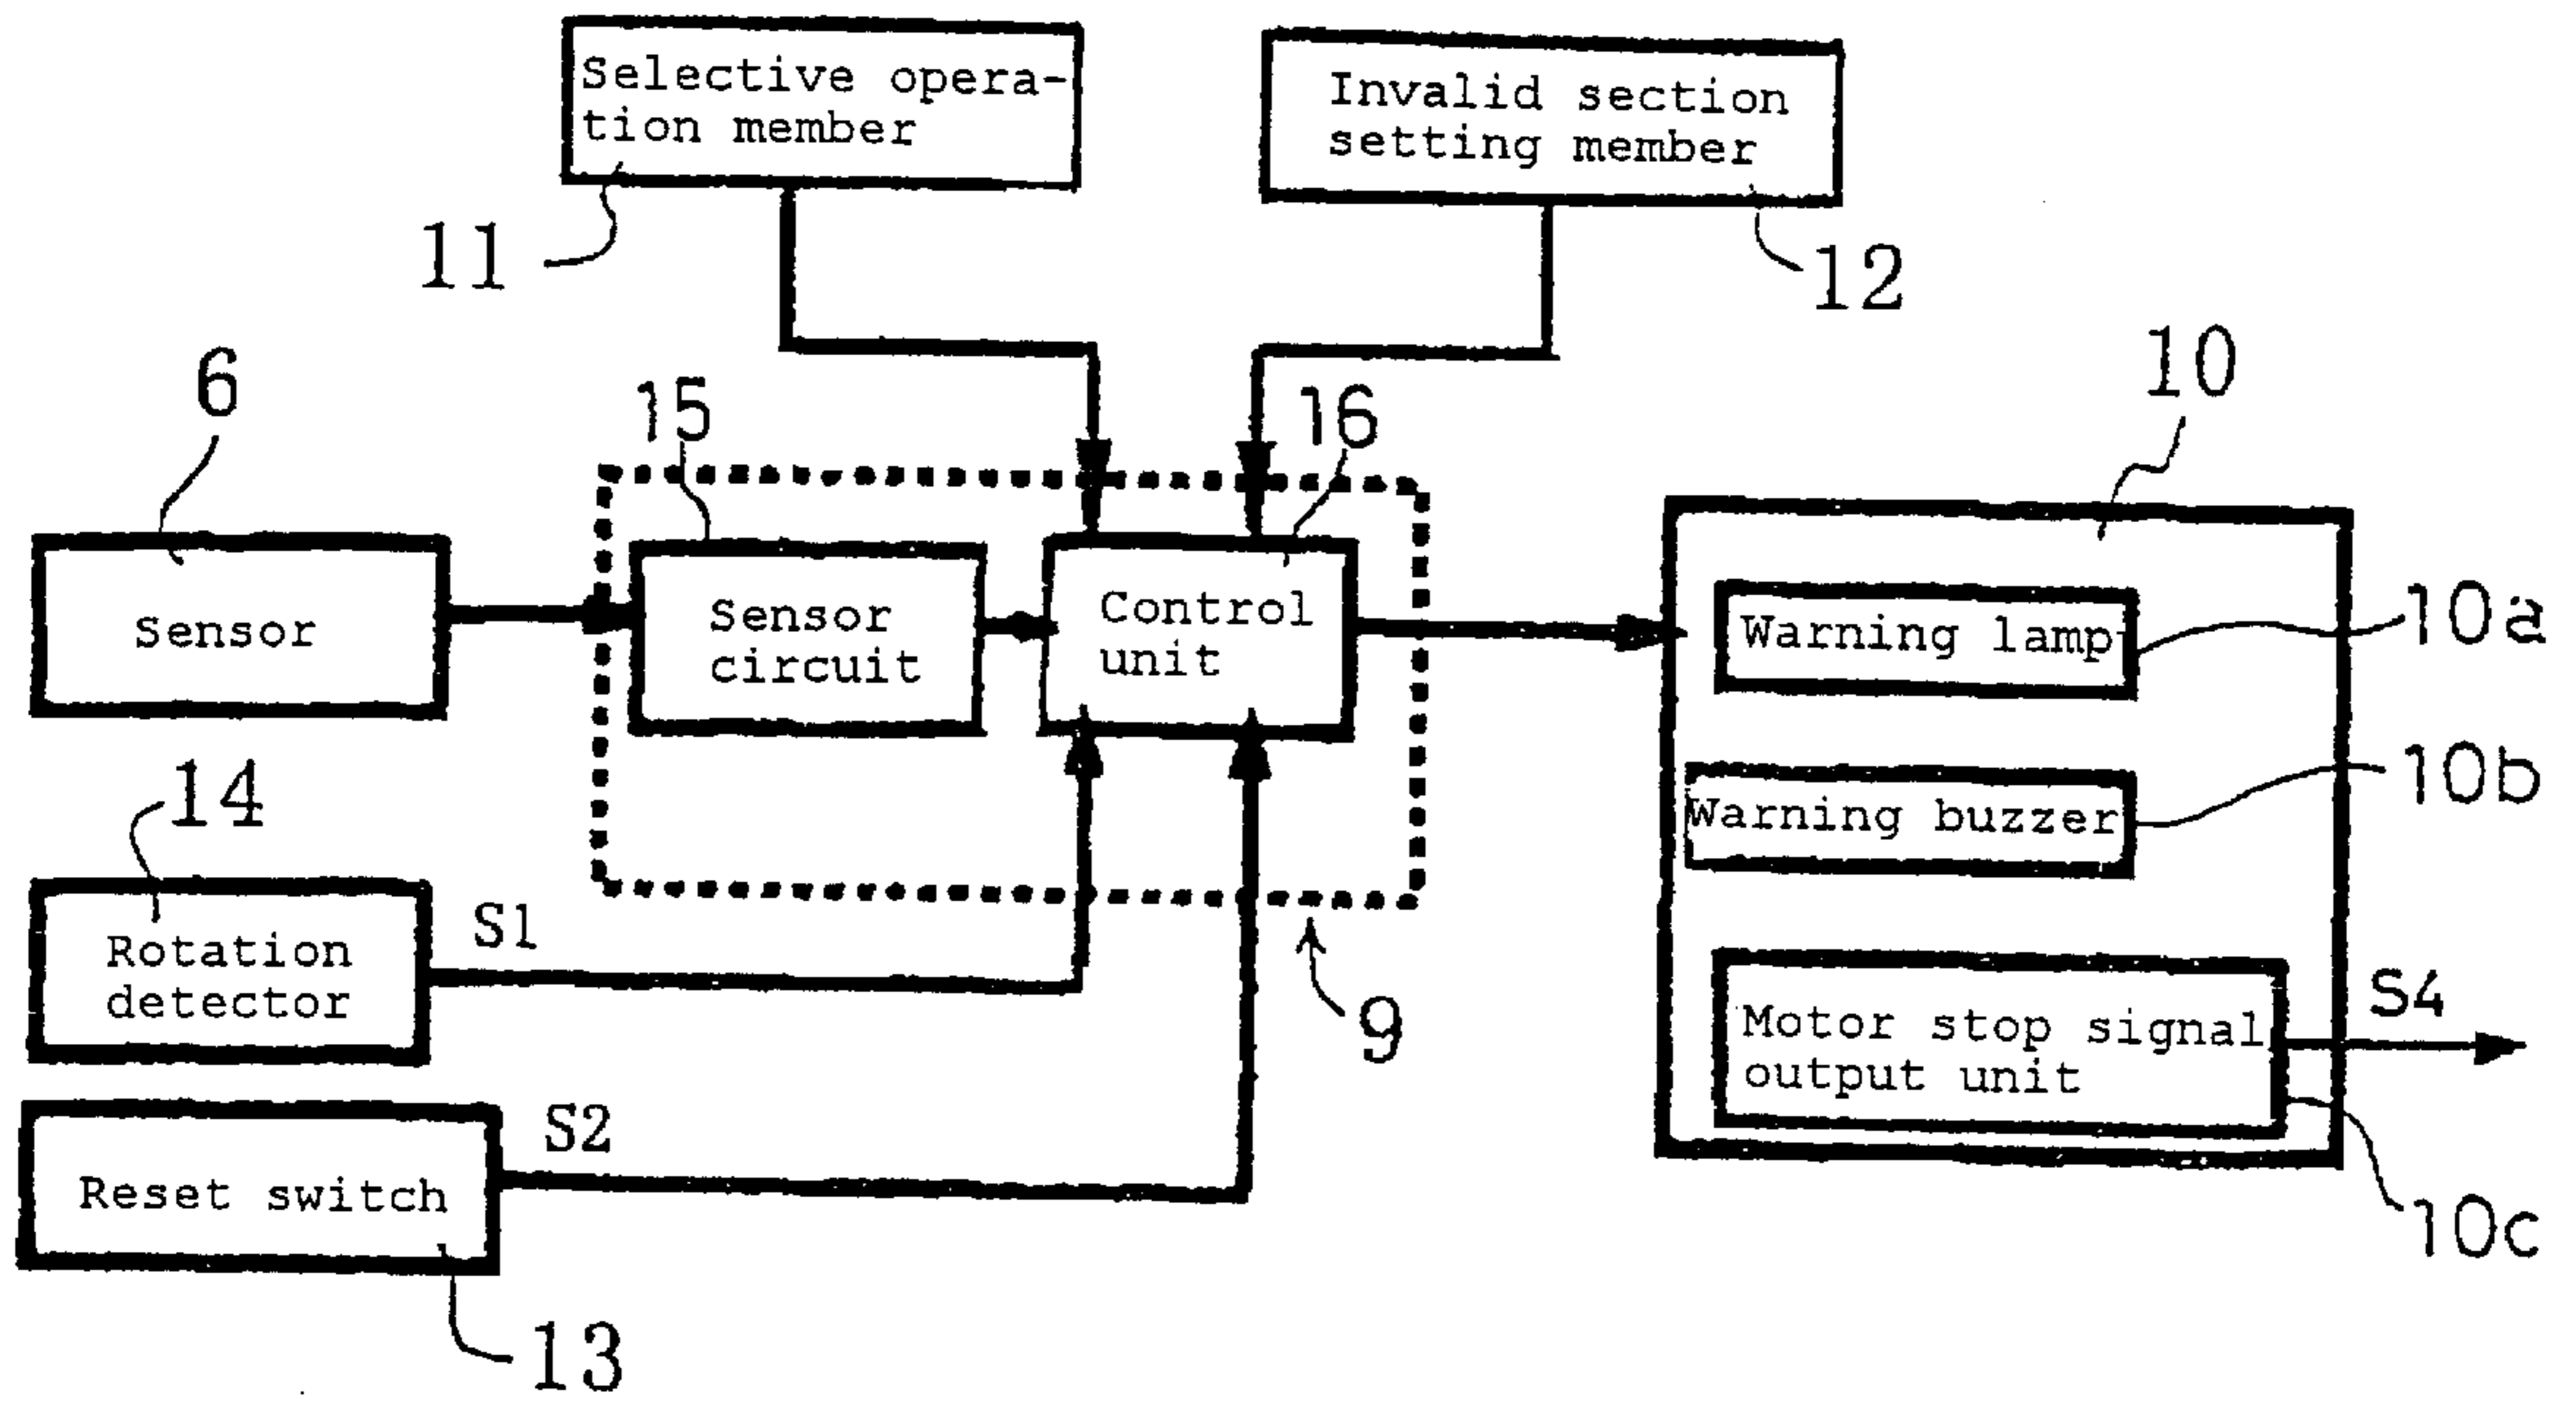 Selective opera-
tion member
11
Invalid section
setting member
12
6
Sensor
15
Sensor
circuit
16
Control
unit
9
14
Rotation
detector
S1
Reset switch
S2
13
10
Warning lamp
10a
Warning buzzer
10b
Motor stop signal
output unit
S4
10c